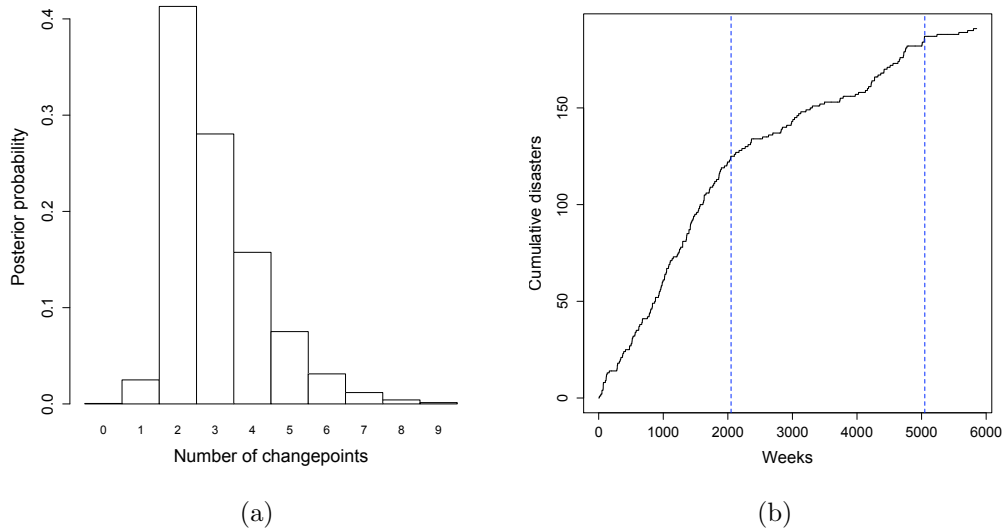 0.4
0.3
0.2
0.1
0.0
Posterior probability
0 1 2 3 4 5 6 7 8 9
Number of changepoints
(a)
150
100
50
0
Cumulative disasters
0 1000 2000 3000 4000 5000 6000
Weeks
(b)